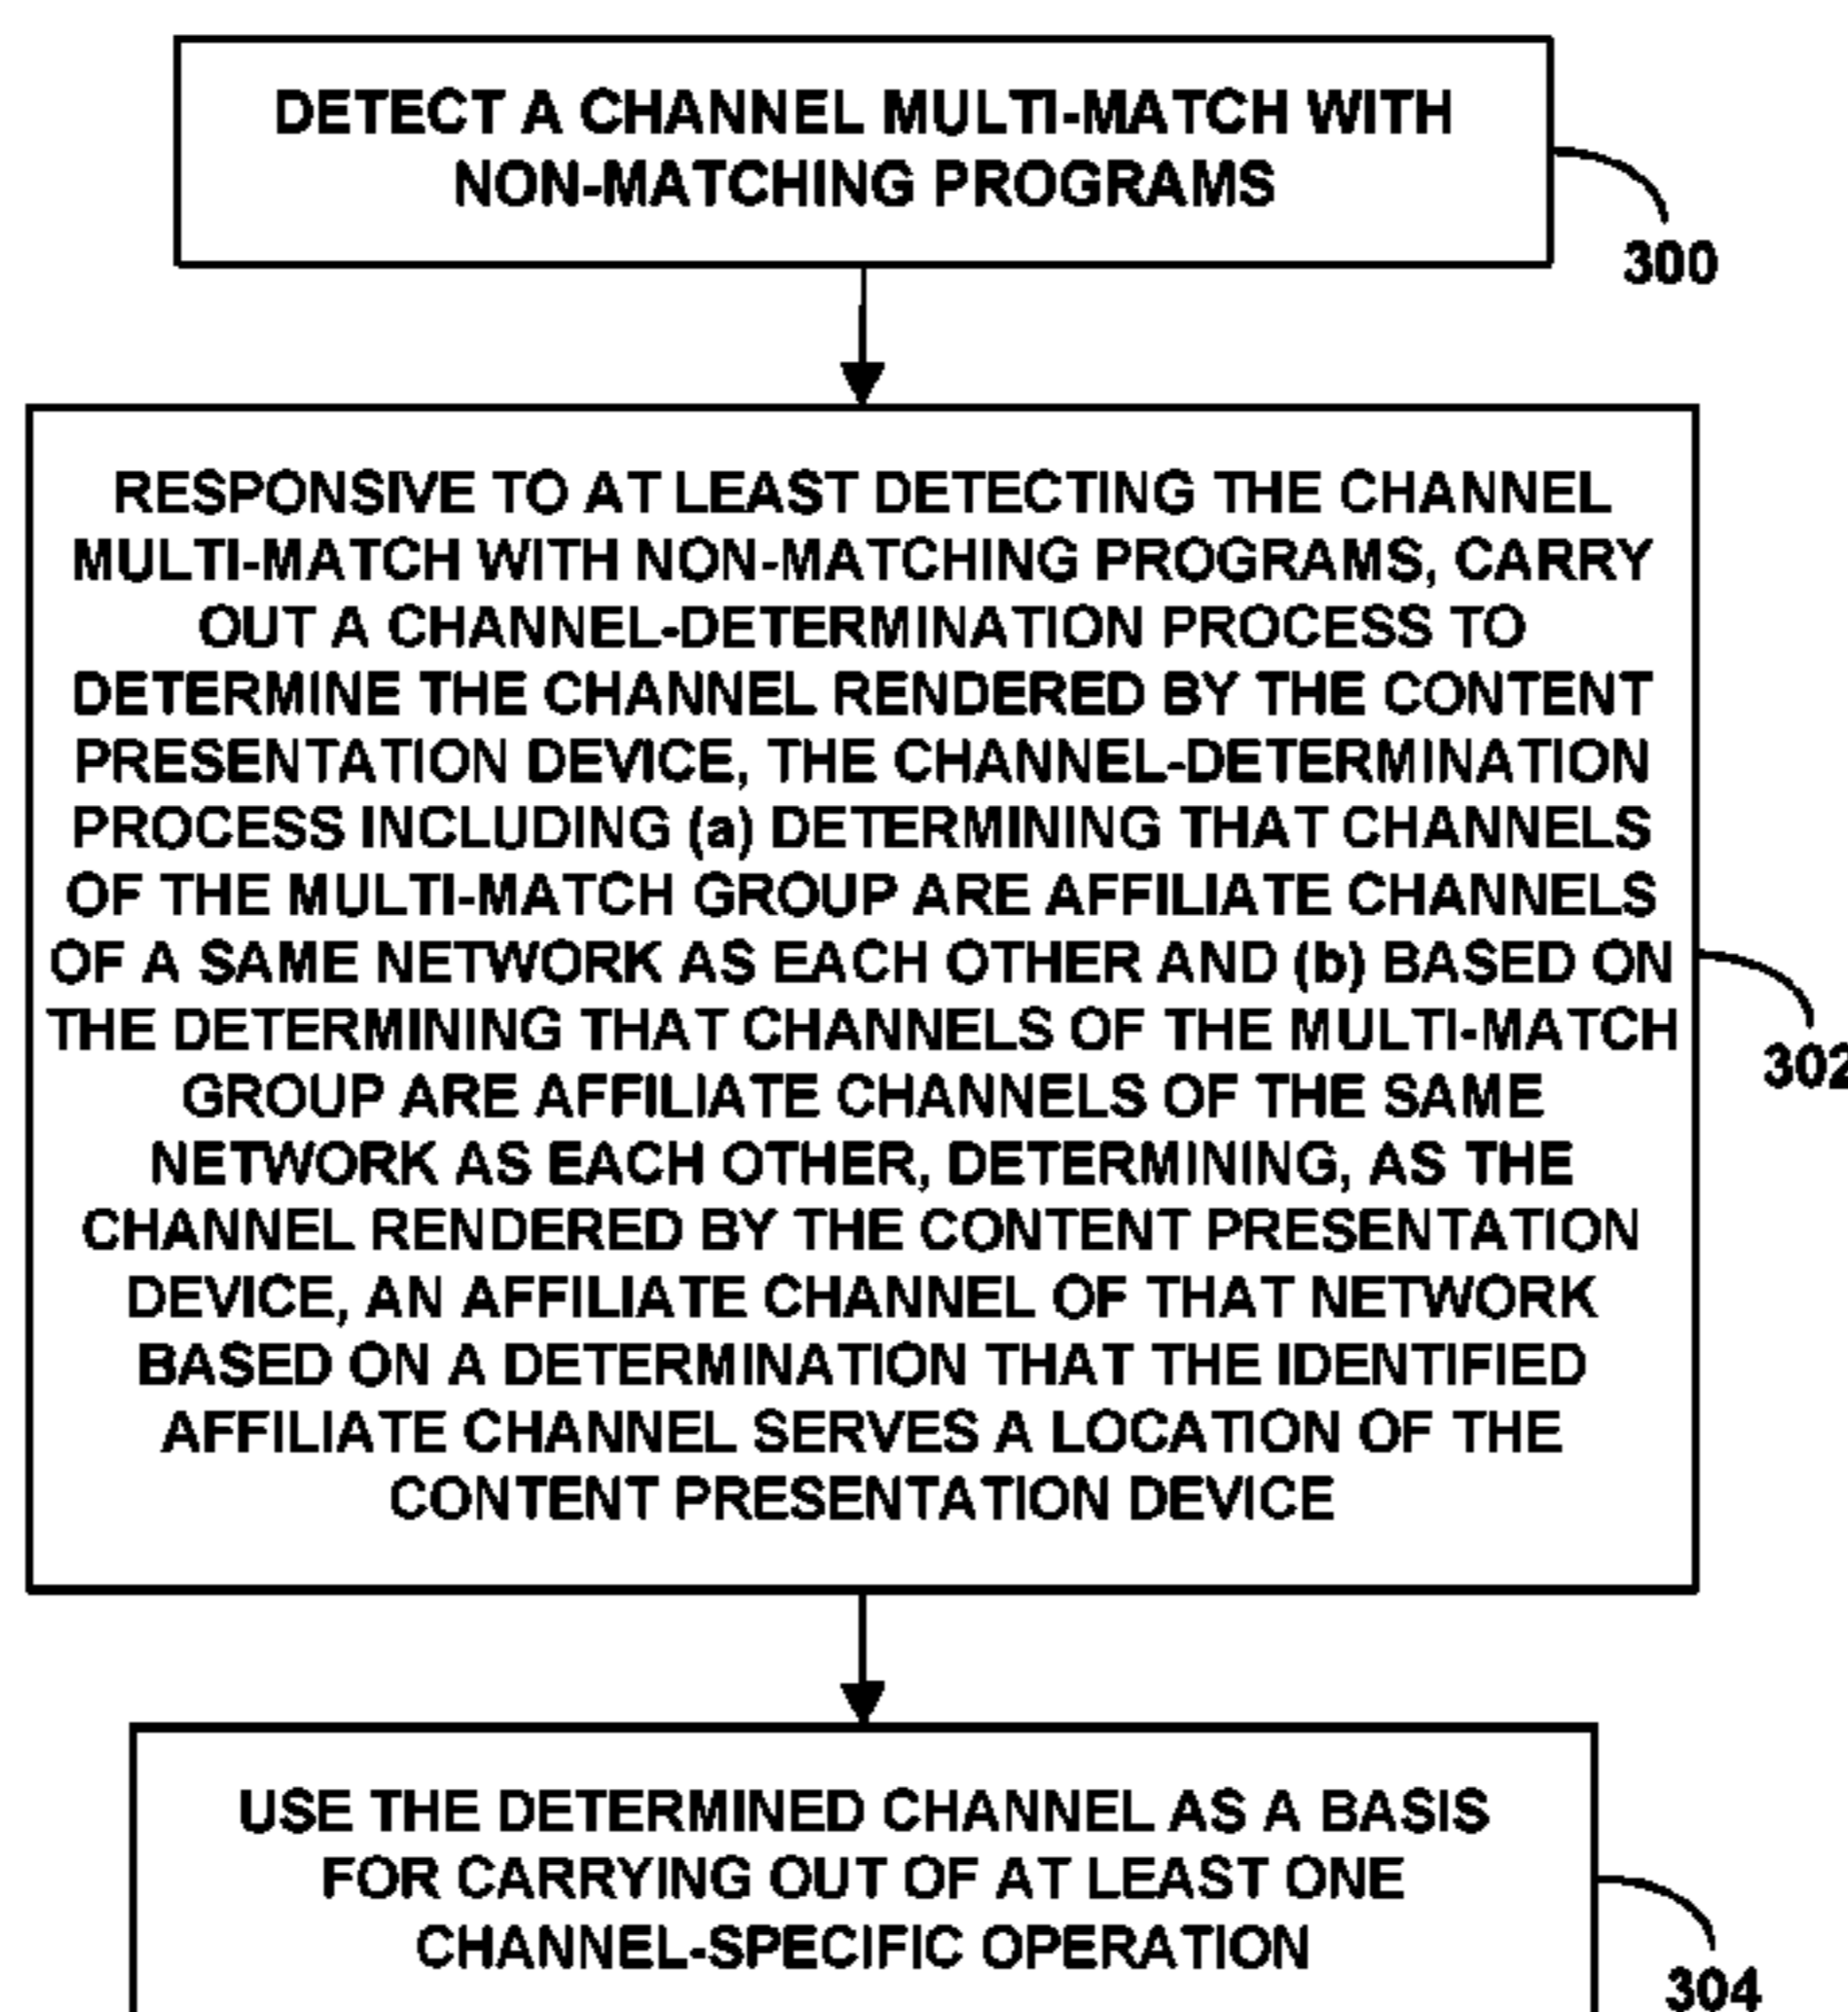 DETECT A CHANNEL MULTI-MATCH WITH
NON-MATCHING PROGRAMS
300
RESPONSIVE TO AT LEAST DETECTING THE CHANNEL
MULTI-MATCH WITH NON-MATCHING PROGRAMS, CARRY
OUT A CHANNEL-DETERMINATION PROCESS TO
DETERMINE THE CHANNEL RENDERED BY THE CONTENT
PRESENTATION DEVICE, THE CHANNEL-DETERMINATION
PROCESS INCLUDING (a) DETERMINING THAT CHANNELS
OF THE MULTI-MATCH GROUP ARE AFFILIATE CHANNELS
OF A SAME NETWORK AS EACH OTHER AND (b) BASED ON
THE DETERMINING THAT CHANNELS OF THE MULTI-MATCH
GROUP ARE AFFILIATE CHANNELS OF THE SAME
NETWORK AS EACH OTHER, DETERMINING, AS THE
CHANNEL RENDERED BY THE CONTENT PRESENTATION
DEVICE, AN AFFILIATE CHANNEL OF THAT NETWORK
BASED ON A DETERMINATION THAT THE IDENTIFIED
AFFILIATE CHANNEL SERVES A LOCATION OF THE
CONTENT PRESENTATION DEVICE
302
USE THE DETERMINED CHANNEL AS A BASIS
FOR CARRYING OUT OF AT LEAST ONE
CHANNEL-SPECIFIC OPERATION
304